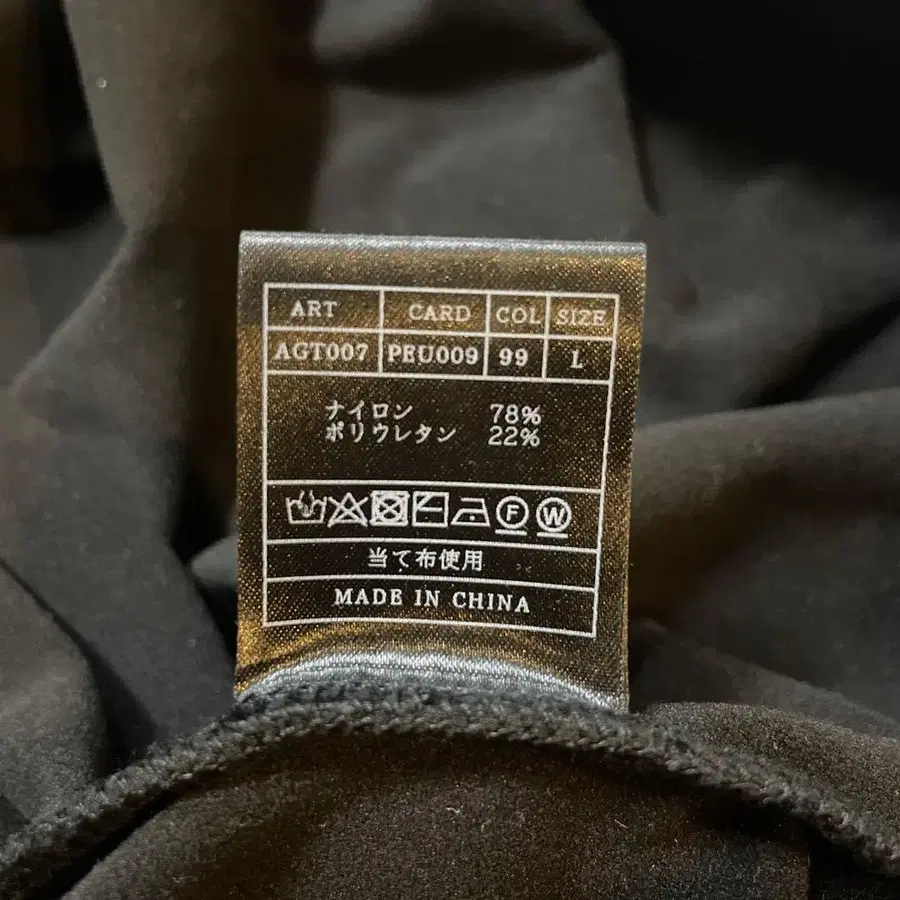 ART CARD COL SIZE
AGT007 PEU009 99 L
ナイロン 78%
ポリウレタン 22%
F W
当て布使用
MADE IN CHINA